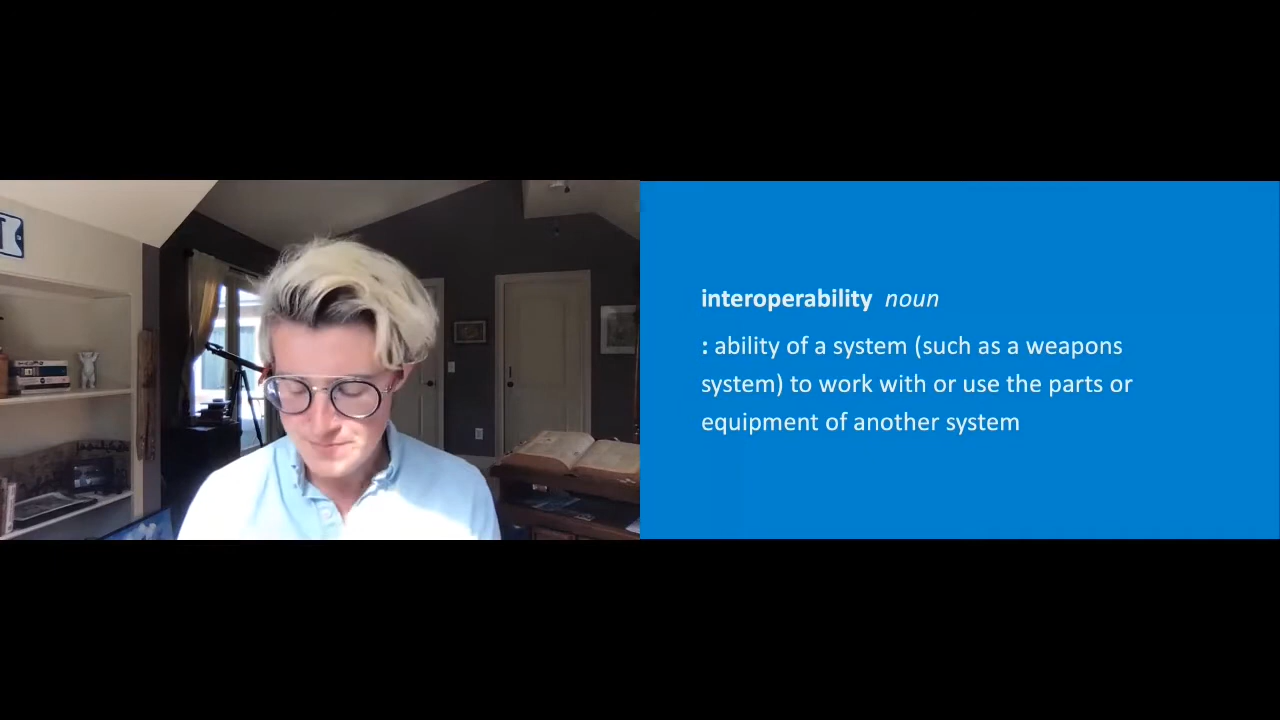 interoperability noun
: ability of a system (such as a weapons
system) to work with or use the parts or
equipment of another system